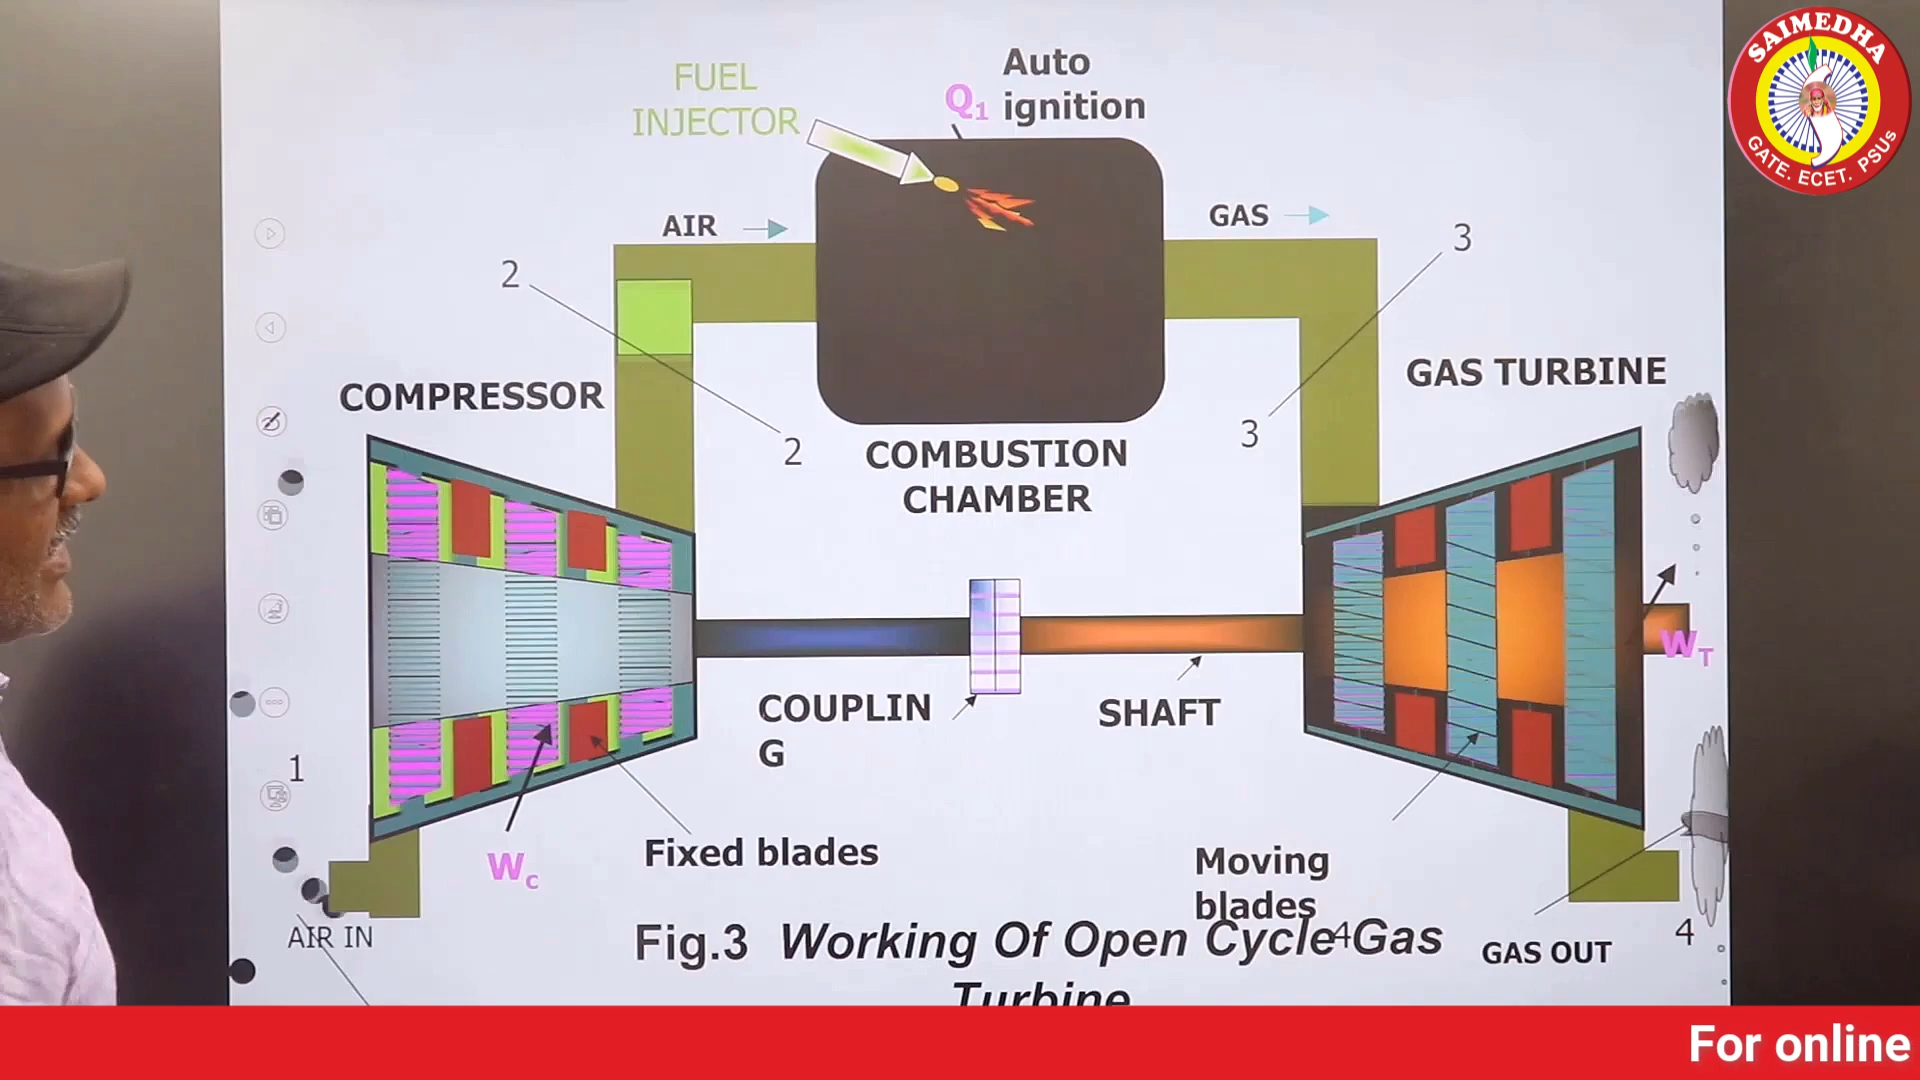 SAIMEDHA
GATE. ECET. PSUs
FUEL
INJECTOR
Q1
Auto
ignition
AIR
GAS
2
3
COMPRESSOR
GAS TURBINE
2
3
COMBUSTION
CHAMBER
WT
COUPLIN
G
SHAFT
1
Wc
Fixed blades
Moving
blades
AIR IN
Fig.3 Working Of Open Cycle Gas
Turbine
4
GAS OUT
4
For online